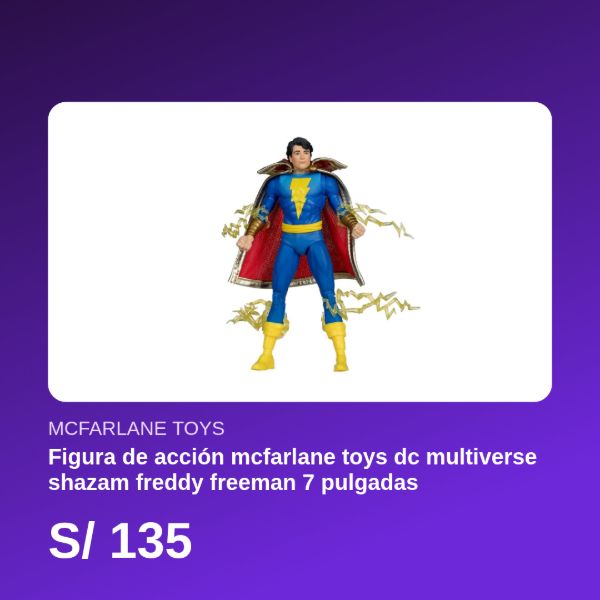 MCFARLANE TOYS
Figura de acción mcfarlane toys dc multiverse
shazam freddy freeman 7 pulgadas
S/ 135